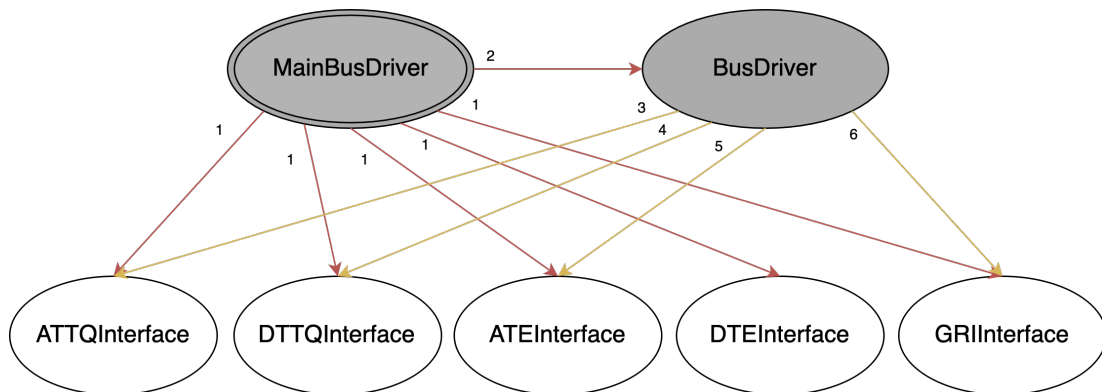 MainBusDriver
2
BusDriver
1
1
1
1
1
3
4
5
6
ATTQInterface
DTTQInterface
ATEInterface
DTEInterface
GRIInterface